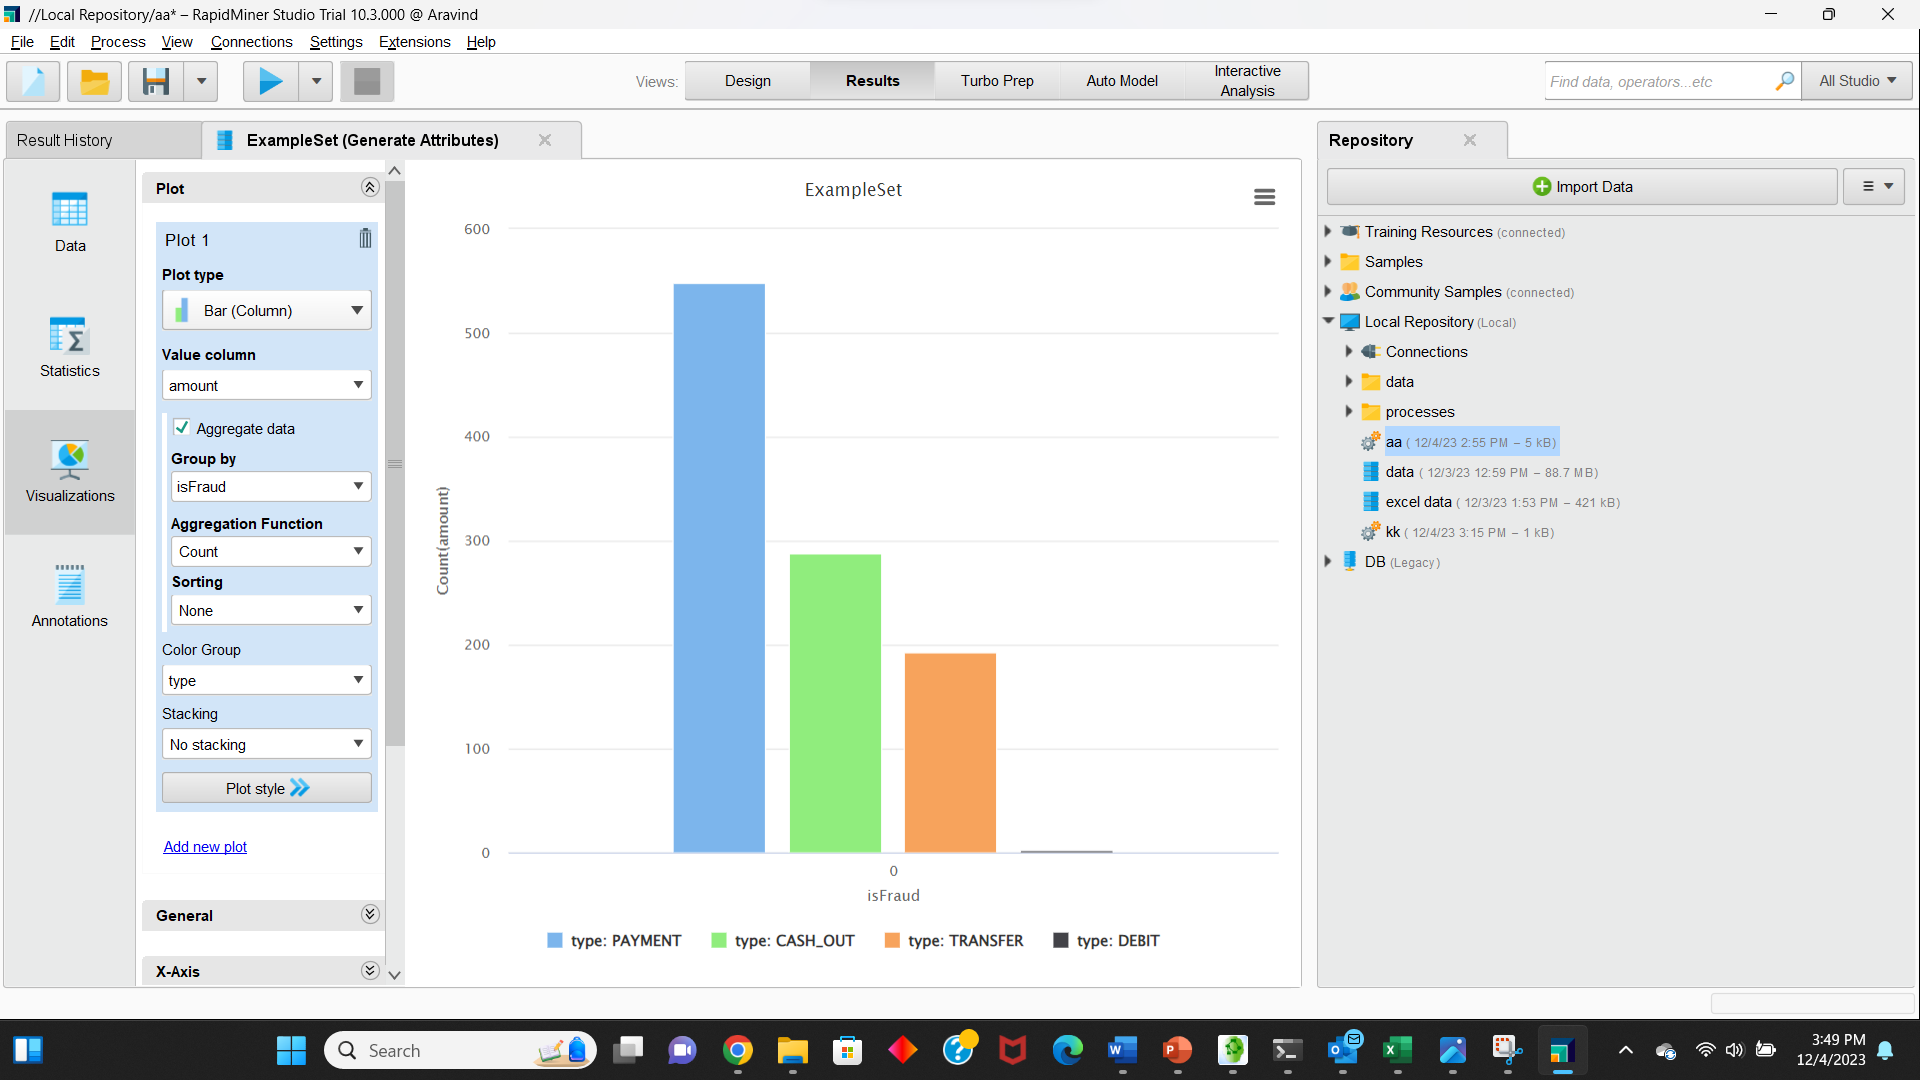 //Local Repository/aa* – RapidMiner Studio Trial 10.3.000 @ Aravind
File Edit Process View Connections Settings Extensions Help
Views: Design Results Turbo Prep Auto Model Interactive Analysis
Find data, operators...etc All Studio
Result History
ExampleSet (Generate Attributes)
Data
Statistics
Visualizations
Annotations
Plot
Plot 1
Plot type
Bar (Column)
Value column
amount
Aggregate data
Group by
isFraud
Aggregation Function
Count
Sorting
None
Color Group
type
Stacking
No stacking
Plot style
Add new plot
General
X-Axis
ExampleSet
600
500
400
300
200
100
0
Count(amount)
0
isFraud
type: PAYMENT type: CASH_OUT type: TRANSFER type: DEBIT
Repository
Import Data
Training Resources (connected)
Samples
Community Samples (connected)
Local Repository (Local)
Connections
data
processes
aa ( 12/4/23 2:55 PM – 5 kB)
data ( 12/3/23 12:59 PM – 88.7 MB)
excel data ( 12/3/23 1:53 PM – 421 kB)
kk ( 12/4/23 3:15 PM – 1 kB)
DB (Legacy)
Search
3:49 PM
12/4/2023